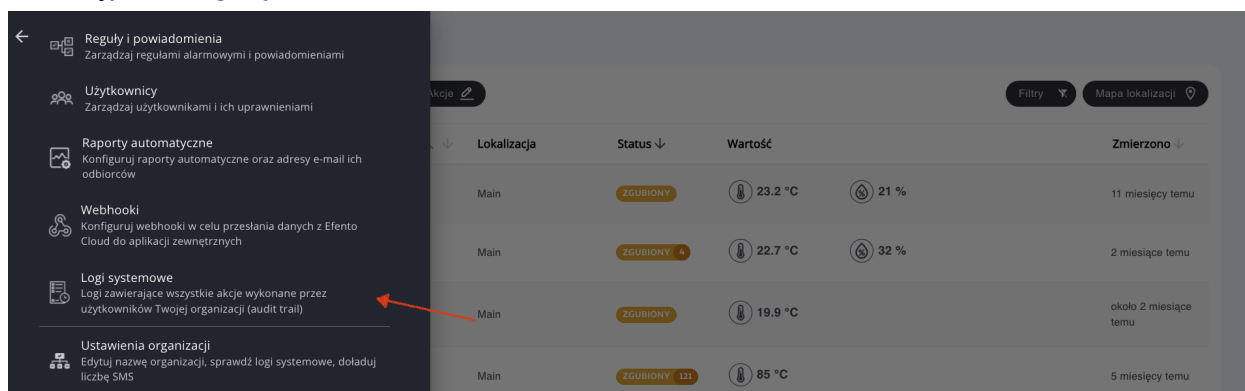 Reguły i powiadomienia
Zarządzaj regułami alarmowymi i powiadomieniami
Użytkownicy
Zarządzaj użytkownikami i ich uprawnieniami
Raporty automatyczne
Konfiguruj raporty automatyczne oraz adresy e-mail ich
odbiorców
Webhooki
Konfiguruj webhooki w celu przesłania danych z Efento
Cloud do aplikacji zewnętrznych
Logi systemowe
Logi zawierające wszystkie akcje wykonane przez
użytkowników Twojej organizacji (audit trail)
Ustawienia organizacji
Edytuj nazwę organizacji, sprawdź logi systemowe, doładuj
liczbę SMS
Akcje Filtry Mapa lokalizacji
Lokalizacja Status Wartość Zmierzono
Main ZGUBIONY 23.2 °C 21 % 11 miesięcy temu
Main ZGUBIONY 4 22.7 °C 32 % 2 miesiące temu
Main ZGUBIONY 19.9 °C około 2 miesiące
temu
Main ZGUBIONY 121 85 °C 5 miesięcy temu